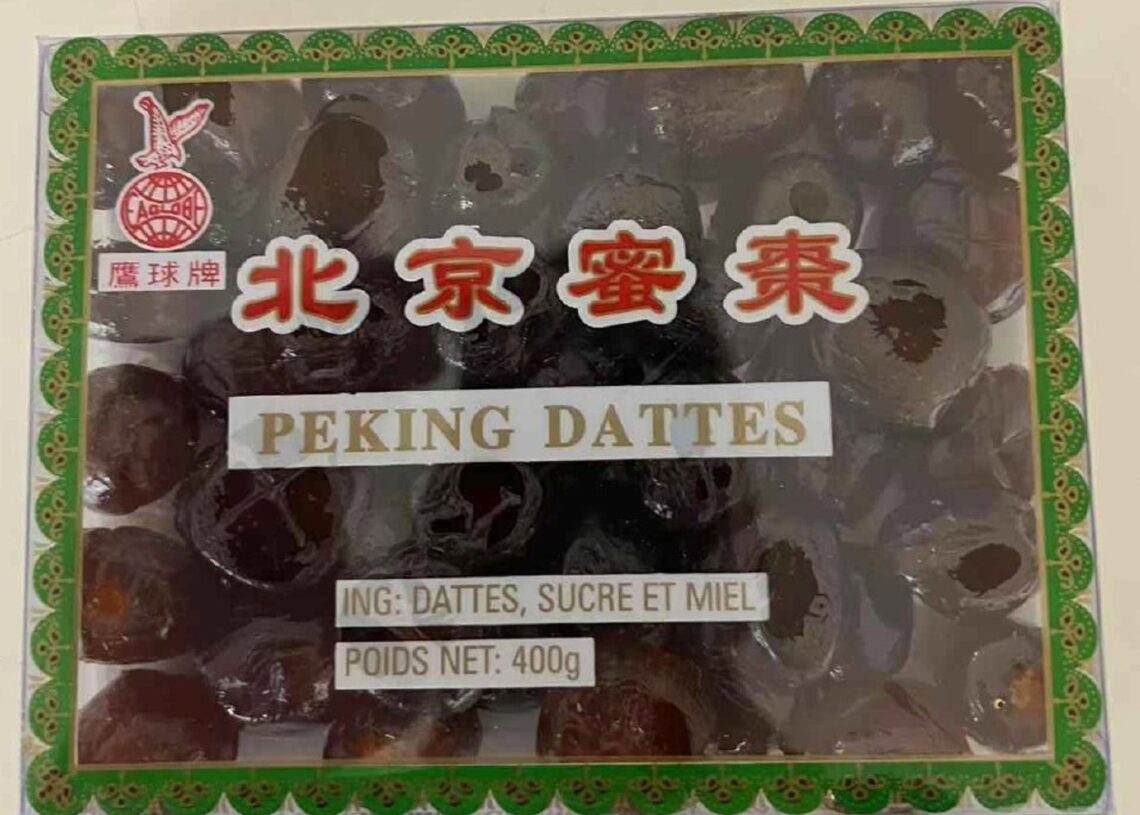 EAGLOBE
鷹球牌
北京蜜棗
PEKING DATTES
ING: DATTES, SUCRE ET MIEL
POIDS NET: 400g